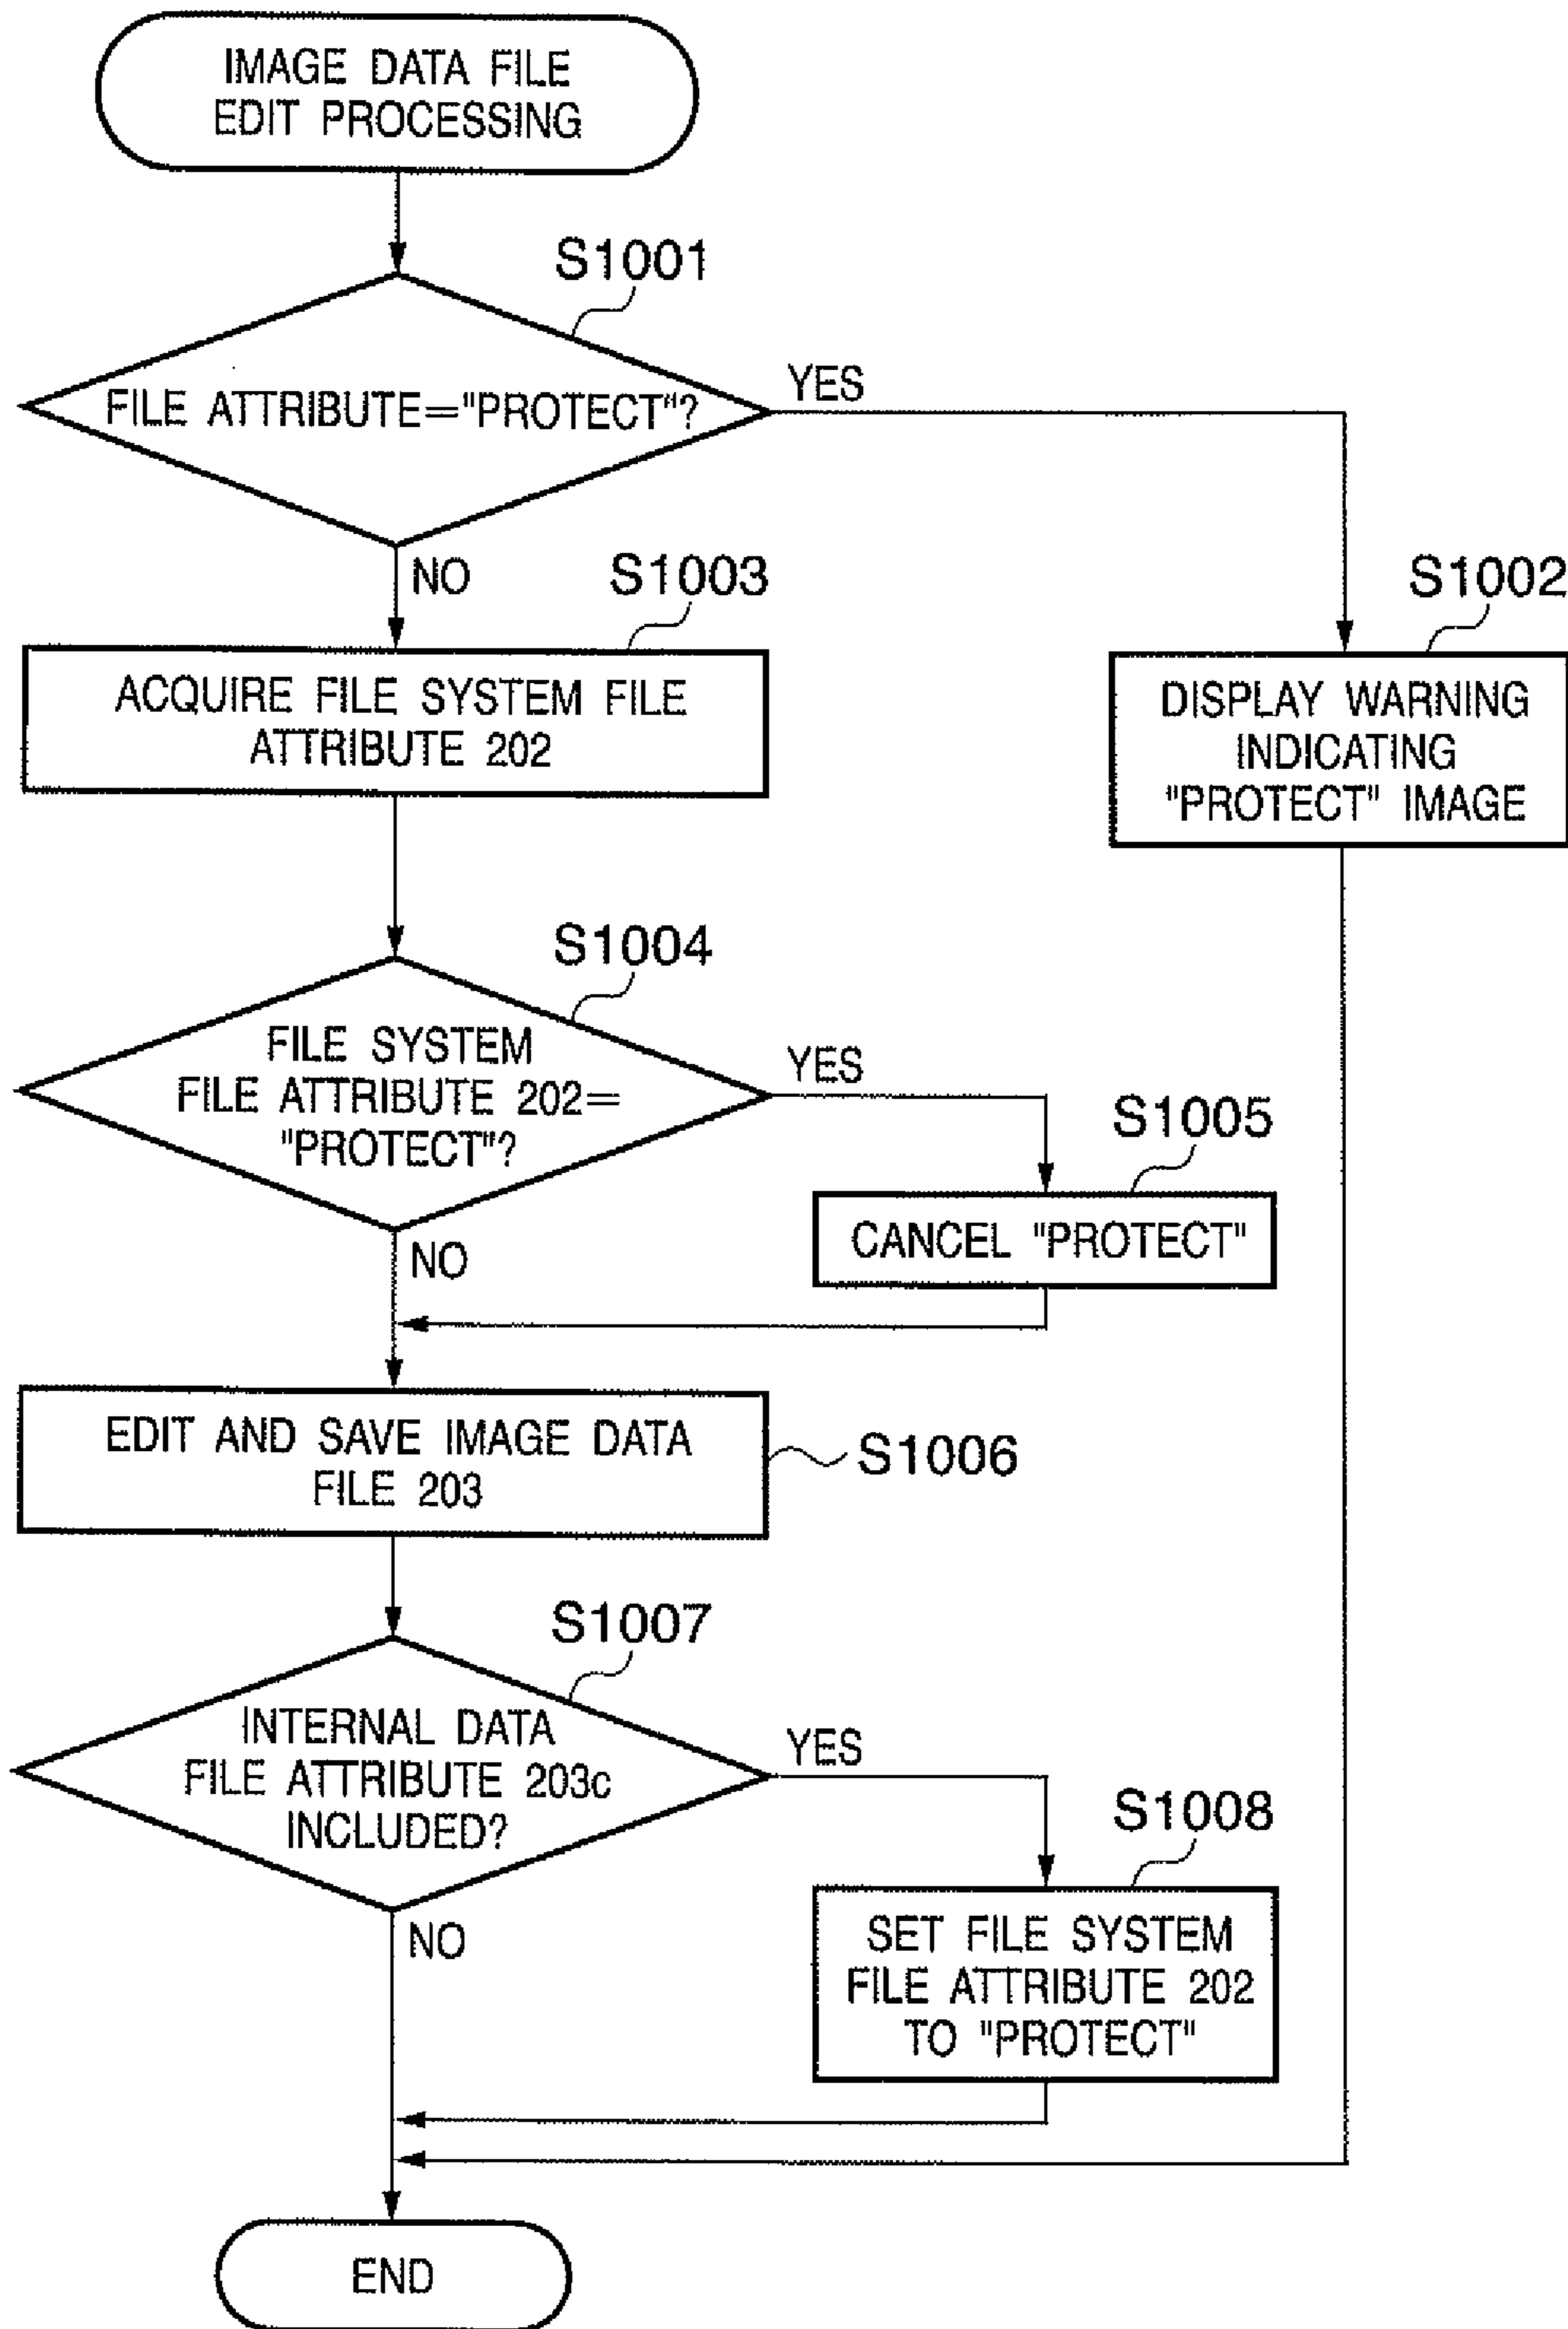 IMAGE DATA FILE
EDIT PROCESSING
S1001
FILE ATTRIBUTE="PROTECT"?
YES
NO
S1003
S1002
ACQUIRE FILE SYSTEM FILE
ATTRIBUTE 202
DISPLAY WARNING
INDICATING
"PROTECT" IMAGE
S1004
FILE SYSTEM
FILE ATTRIBUTE 202=
"PROTECT"?
YES
NO
S1005
CANCEL "PROTECT"
EDIT AND SAVE IMAGE DATA
FILE 203
S1006
S1007
INTERNAL DATA
FILE ATTRIBUTE 203c
INCLUDED?
YES
NO
S1008
SET FILE SYSTEM
FILE ATTRIBUTE 202
TO "PROTECT"
END